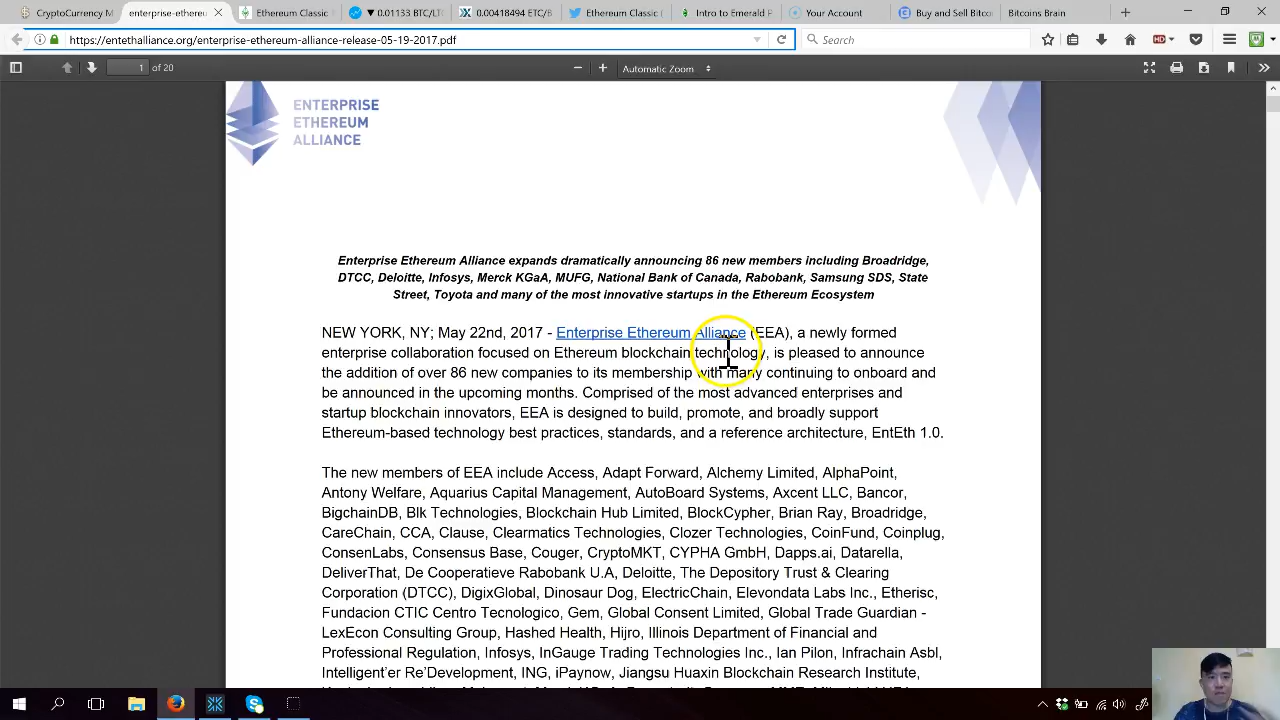 CryptoCurrency M
enterprise-ethereum
Ethereum Classic
▼0.01133 BTC/LT
0.00418494 ETC/B
Ethereum Classic (
Intro to Emerald P
Your Account
Buy and Sell Bitco
Bitcoins E
https://entethalliance.org/enterprise-ethereum-alliance-release-05-19-2017.pdf
Search
1 of 20
Automatic Zoom
ENTERPRISE
ETHEREUM
ALLIANCE
Enterprise Ethereum Alliance expands dramatically announcing 86 new members including Broadridge,
DTCC, Deloitte, Infosys, Merck KGaA, MUFG, National Bank of Canada, Rabobank, Samsung SDS, State
Street, Toyota and many of the most innovative startups in the Ethereum Ecosystem
NEW YORK, NY; May 22nd, 2017 - Enterprise Ethereum Alliance (EEA), a newly formed
enterprise collaboration focused on Ethereum blockchain technology, is pleased to announce
the addition of over 86 new companies to its membership with many continuing to onboard and
be announced in the upcoming months. Comprised of the most advanced enterprises and
startup blockchain innovators, EEA is designed to build, promote, and broadly support
Ethereum-based technology best practices, standards, and a reference architecture, EntEth 1.0.
The new members of EEA include Access, Adapt Forward, Alchemy Limited, AlphaPoint,
Antony Welfare, Aquarius Capital Management, AutoBoard Systems, Axcent LLC, Bancor,
BigchainDB, Blk Technologies, Blockchain Hub Limited, BlockCypher, Brian Ray, Broadridge,
CareChain, CCA, Clause, Clearmatics Technologies, Clozer Technologies, CoinFund, Coinplug,
ConsenLabs, Consensus Base, Couger, CryptoMKT, CYPHA GmbH, Dapps.ai, Datarella,
DeliverThat, De Cooperatieve Rabobank U.A, Deloitte, The Depository Trust & Clearing
Corporation (DTCC), DigixGlobal, Dinosaur Dog, ElectricChain, Elevondata Labs Inc., Etherisc,
Fundacion CTIC Centro Tecnologico, Gem, Global Consent Limited, Global Trade Guardian -
LexEcon Consulting Group, Hashed Health, Hijro, Illinois Department of Financial and
Professional Regulation, Infosys, InGauge Trading Technologies Inc., Ian Pilon, Infrachain Asbl,
Intelligent'er Re'Development, ING, iPaynow, Jiangsu Huaxin Blockchain Research Institute,